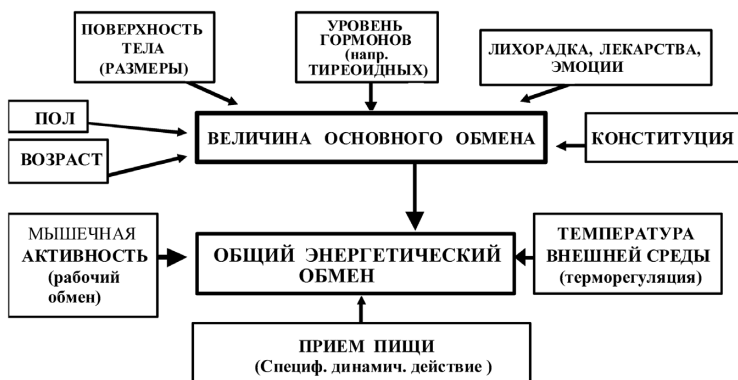 ПОВЕРХНОСТЬ
ТЕЛА
(РАЗМЕРЫ)
УРОВЕНЬ
ГОРМОНОВ
(напр.
ТИРЕОИДНЫХ)
ЛИХОРАДКА, ЛЕКАРСТВА,
ЭМОЦИИ
ПОЛ
ВОЗРАСТ
ВЕЛИЧИНА ОСНОВНОГО ОБМЕНА
КОНСТИТУЦИЯ
МЫШЕЧНАЯ
АКТИВНОСТЬ
(рабочий
обмен)
ОБЩИЙ ЭНЕРГЕТИЧЕСКИЙ
ОБМЕН
ТЕМПЕРАТУРА
ВНЕШНЕЙ СРЕДЫ
(терморегуляция)
ПРИЕМ ПИЩИ
(Специф. динамич. действие )